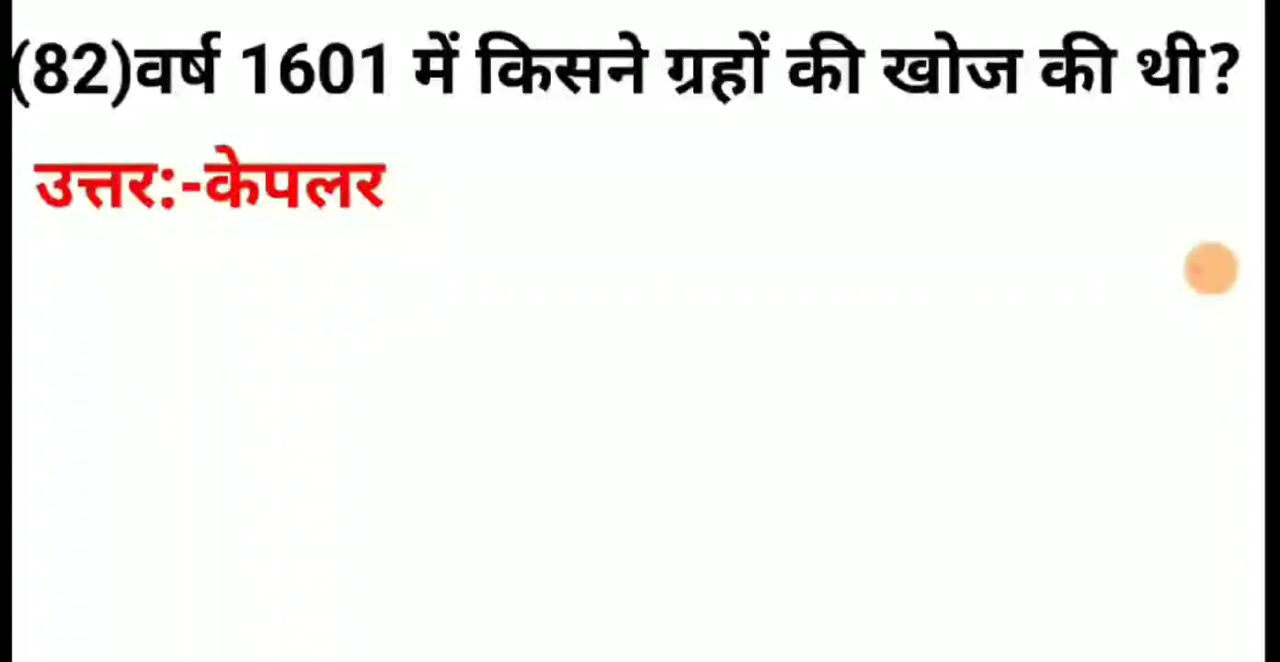 (82)वर्ष 1601 में किसने ग्रहों की खोज की थी?
उत्तर:-केपलर